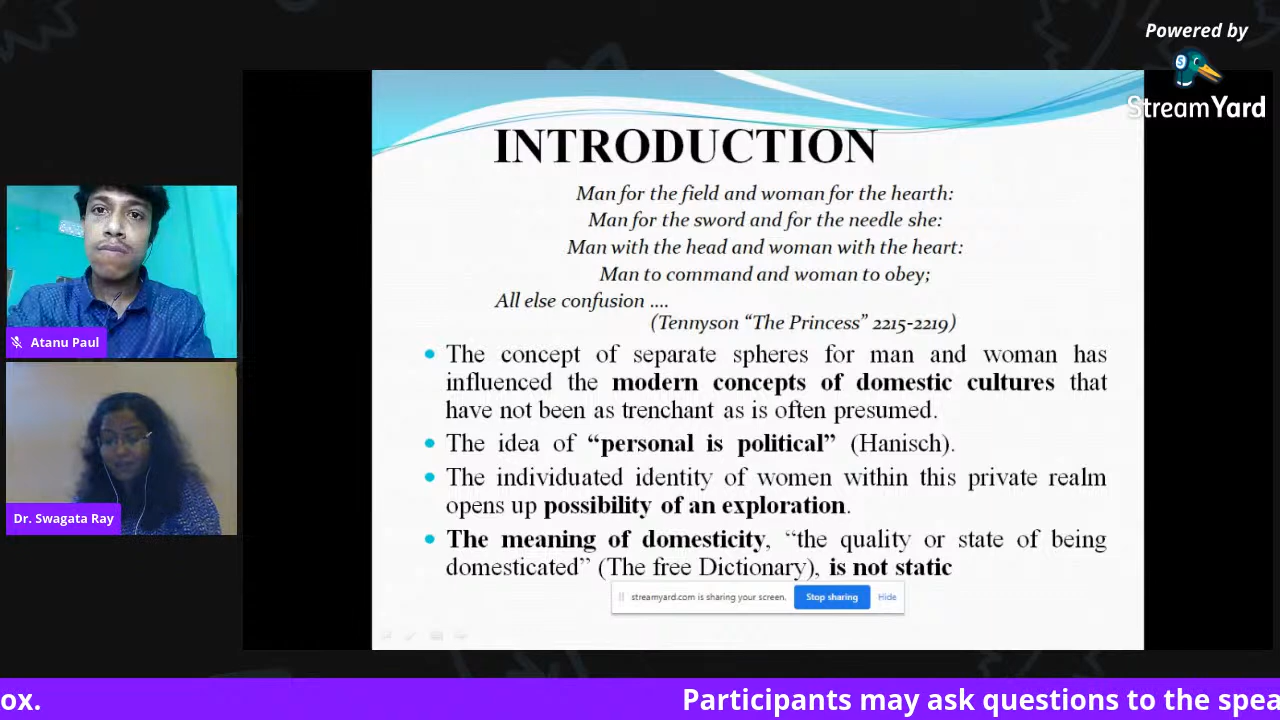 Powered by
StreamYard
INTRODUCTION
Man for the field and woman for the hearth:
Man for the sword and for the needle she:
Man with the head and woman with the heart:
Man to command and woman to obey;
All else confusion ....
(Tennyson “The Princess” 2215-2219)
• The concept of separate spheres for man and woman has
influenced the modern concepts of domestic cultures that
have not been as trenchant as is often presumed.
• The idea of “personal is political” (Hanisch).
• The individuated identity of women within this private realm
opens up possibility of an exploration.
• The meaning of domesticity, “the quality or state of being
domesticated” (The free Dictionary), is not static
streamyard.com is sharing your screen. Stop sharing Hide
Atanu Paul
Dr. Swagata Ray
ox. Participants may ask questions to the spea